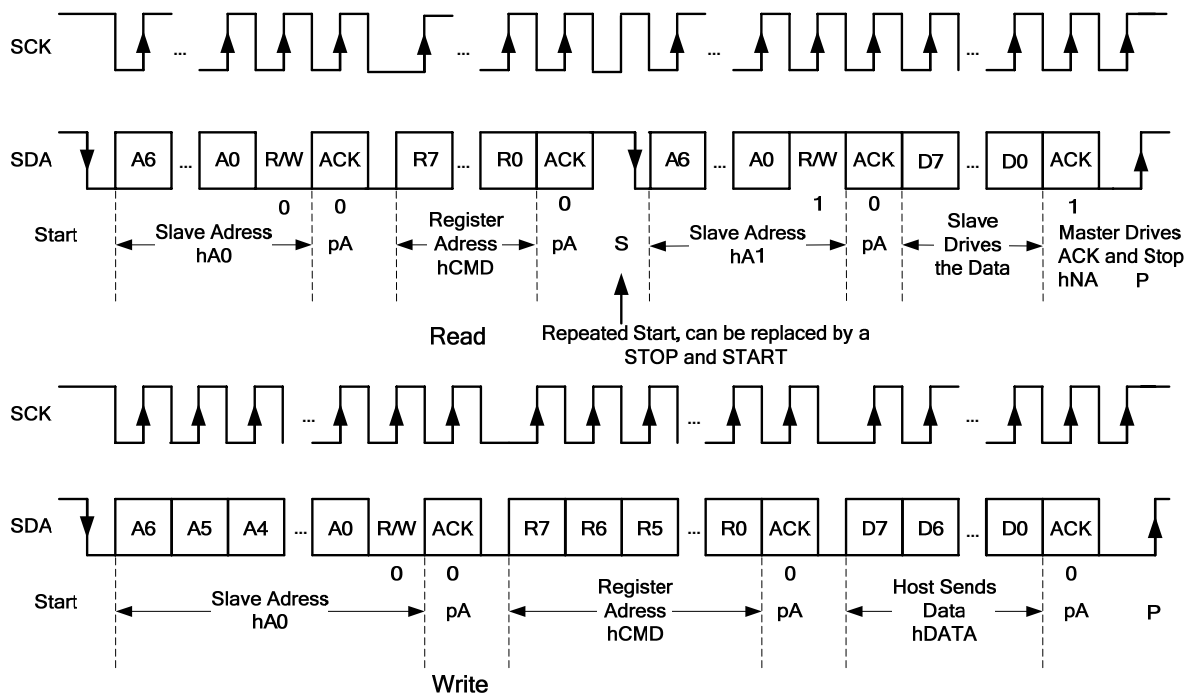 SCK ... ... ... ...
SDA A6 ... A0 R/W ACK R7 ... R0 ACK A6 ... A0 R/W ACK D7 ... D0 ACK
0 0 0 1 0 1
Start Slave Adress pA Register pA S Slave Adress pA Slave Master Drives
hA0 Adress hA1 Drives ACK and Stop
hCMD the Data hNA P
Read Repeated Start, can be replaced by a
STOP and START
SCK ... ... ...
SDA A6 A5 A4 ... A0 R/W ACK R7 R6 R5 ... R0 ACK D7 D6 ... D0 ACK
0 0 0 0
Start Slave Adress pA Register pA Host Sends pA P
hA0 Adress Data
hCMD hDATA
Write